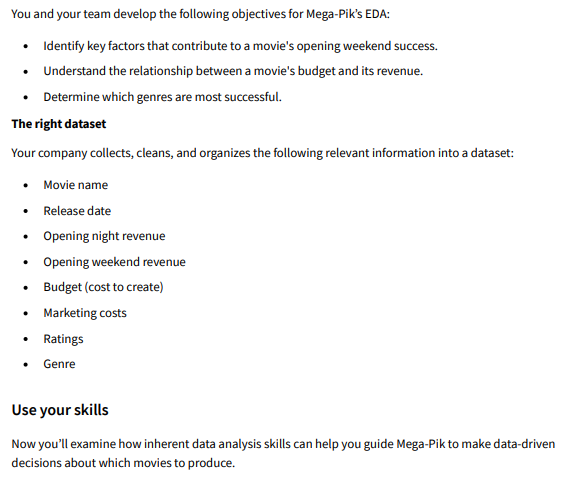 You and your team develop the following objectives for Mega-Pik's EDA:
• Identify key factors that contribute to a movie's opening weekend success.
• Understand the relationship between a movie's budget and its revenue.
• Determine which genres are most successful.
The right dataset
Your company collects, cleans, and organizes the following relevant information into a dataset:
• Movie name
• Release date
• Opening night revenue
• Opening weekend revenue
• Budget (cost to create)
• Marketing costs
• Ratings
• Genre
Use your skills
Now you'll examine how inherent data analysis skills can help you guide Mega-Pik to make data-driven
decisions about which movies to produce.